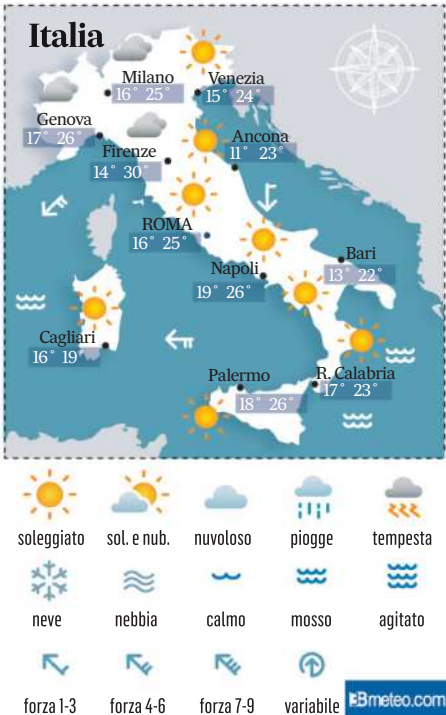 Italia
Milano
16° 25°
Venezia
15° 24°
Genova
17° 26°
Firenze
14° 30°
Ancona
11° 23°
ROMA
16° 25°
Napoli
19° 26°
Bari
13° 22°
Cagliari
16° 19°
Palermo
18° 26°
R. Calabria
17° 23°
soleggiato sol. e nub. nuvoloso piogge tempesta
neve nebbia calmo mosso agitato
forza 1-3 forza 4-6 forza 7-9 variabile
3Bmeteo.com